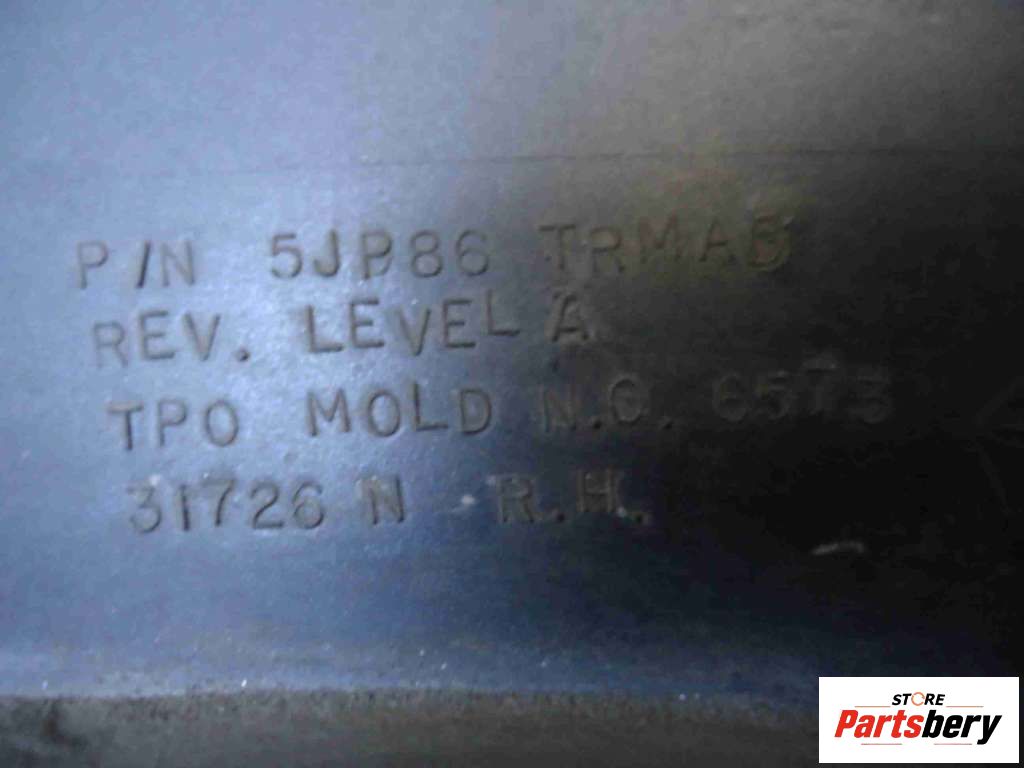 P/N 5JP86 TRMAB
REV. LEVEL A
TPO MOLD N.O. 6573
31726 N R.H.
STORE
Partsbery